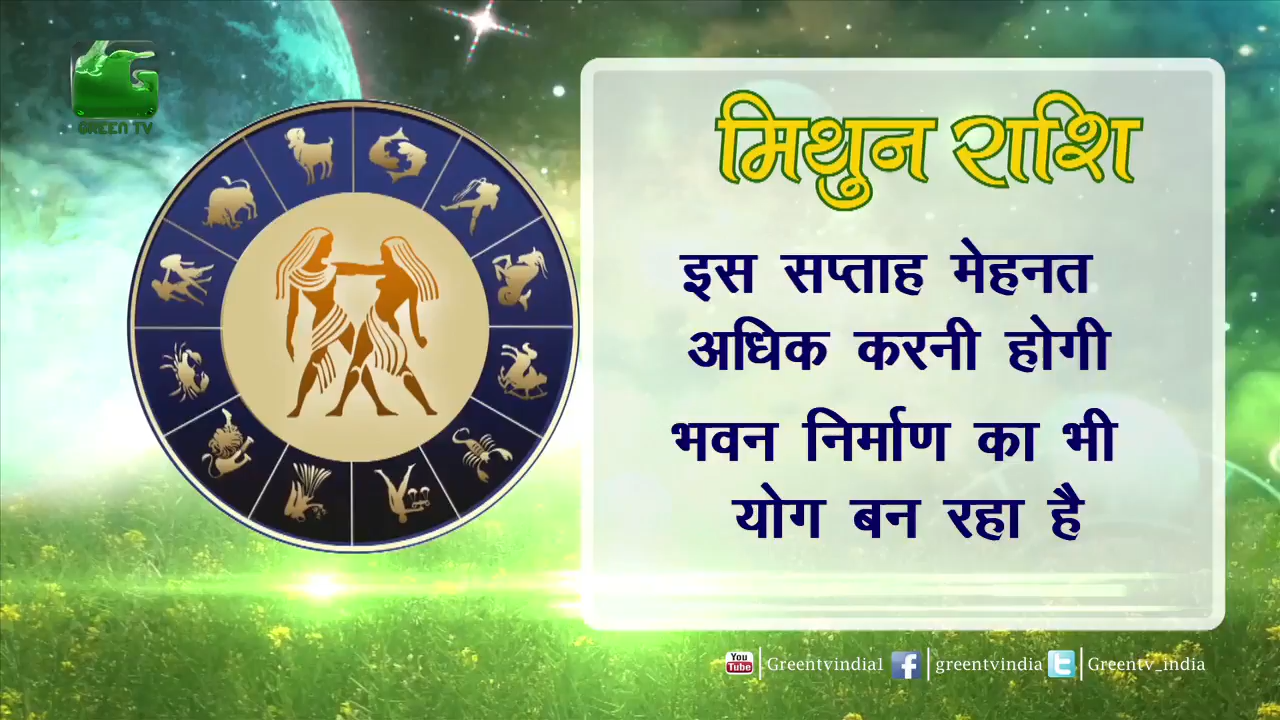 GREEN TV
मिथुन राशि
इस सप्ताह मेहनत
अधिक करनी होगी
भवन निर्माण का भी
योग बन रहा है
You Tube Greentvindia1 f greentvindia t Greentv_india